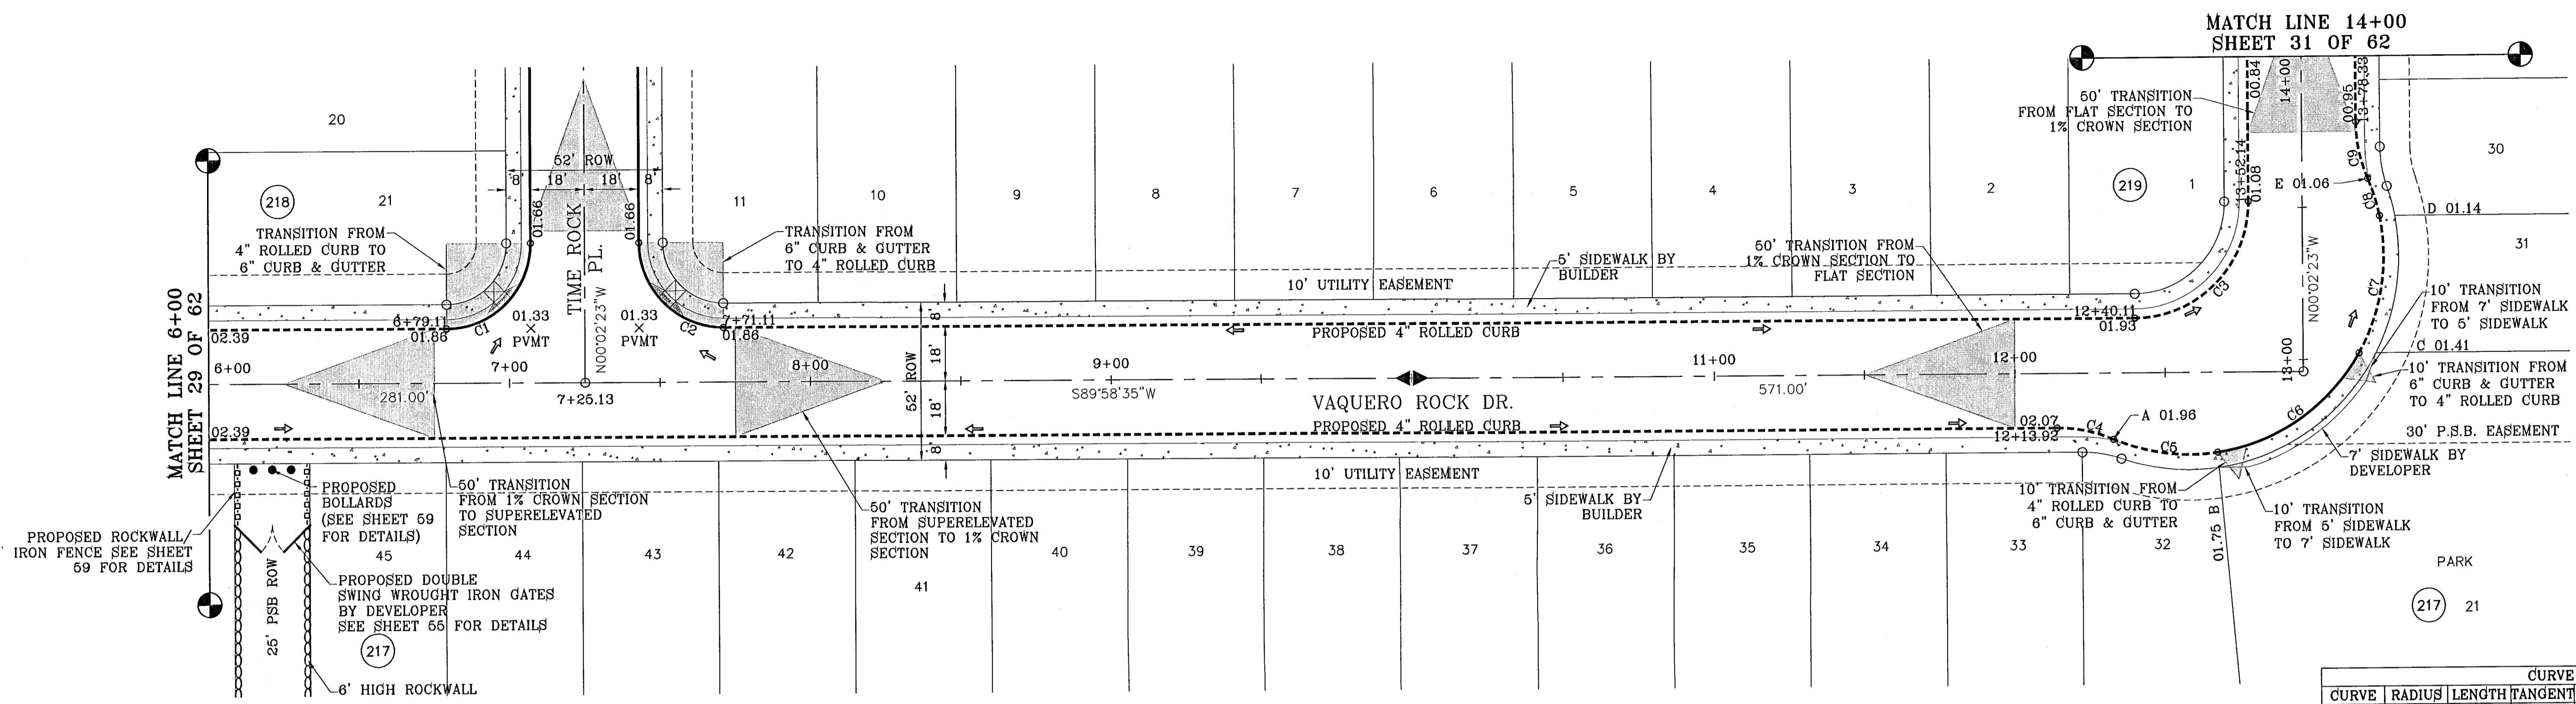 MATCH LINE 14+00
SHEET 31 OF 62
MATCH LINE 6+00
SHEET 29 OF 62
20
218
21
TRANSITION FROM
4" ROLLED CURB TO
6" CURB & GUTTER
52' ROW
8'
18'
18'
8'
01.66
01.66
TIME ROCK PL.
N00°02'23"W
TRANSITION FROM
6" CURB & GUTTER
TO 4" ROLLED CURB
11
10
9
8
7
6
5
4
3
2
219
1
50' TRANSITION
FROM FLAT SECTION TO
1% CROWN SECTION
13+52.14
01.08
00.84
14+00
00.95
13+78.33
C9
E 01.06
C8
D 01.14
30
31
50' TRANSITION FROM
1% CROWN SECTION TO
FLAT SECTION
5' SIDEWALK BY
BUILDER
10' UTILITY EASEMENT
6+79.11
01.86
C1
01.33
PVMT
01.33
PVMT
C2
7+71.11
01.86
PROPOSED 4" ROLLED CURB
12+40.11
01.93
C3
N00°02'23"W
C7
10' TRANSITION
FROM 7' SIDEWALK
TO 5' SIDEWALK
C 01.41
02.39
6+00
7+00
281.00'
7+25.13
8+00
52' ROW
8'
18'
18'
8'
9+00
S89°58'35"W
11+00
571.00'
12+00
13+00
10' TRANSITION FROM
6" CURB & GUTTER
TO 4" ROLLED CURB
VAQUERO ROCK DR.
PROPOSED 4" ROLLED CURB
02.39
02.07
12+13.92
C4
A 01.96
C5
C6
30' P.S.B. EASEMENT
7' SIDEWALK BY
DEVELOPER
10' UTILITY EASEMENT
5' SIDEWALK BY
BUILDER
10' TRANSITION FROM
4" ROLLED CURB TO
6" CURB & GUTTER
10' TRANSITION
FROM 5' SIDEWALK
TO 7' SIDEWALK
01.75 B
PROPOSED
BOLLARDS
(SEE SHEET 59
FOR DETAILS)
50' TRANSITION
FROM 1% CROWN SECTION
TO SUPERELEVATED
SECTION
50' TRANSITION
FROM SUPERELEVATED
SECTION TO 1% CROWN
SECTION
PROPOSED ROCKWALL/
IRON FENCE SEE SHEET
59 FOR DETAILS
25' PSB ROW
PROPOSED DOUBLE
SWING WROUGHT IRON GATES
BY DEVELOPER
SEE SHEET 55 FOR DETAILS
217
6' HIGH ROCKWALL
45
44
43
42
41
40
39
38
37
36
35
34
33
32
PARK
217
21
CURVE
CURVE RADIUS LENGTH TANGENT